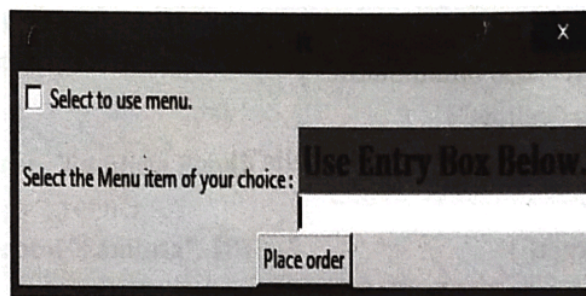 X
Select to use menu.
Use Entry Box Below.
Select the Menu item of your choice:
Place order